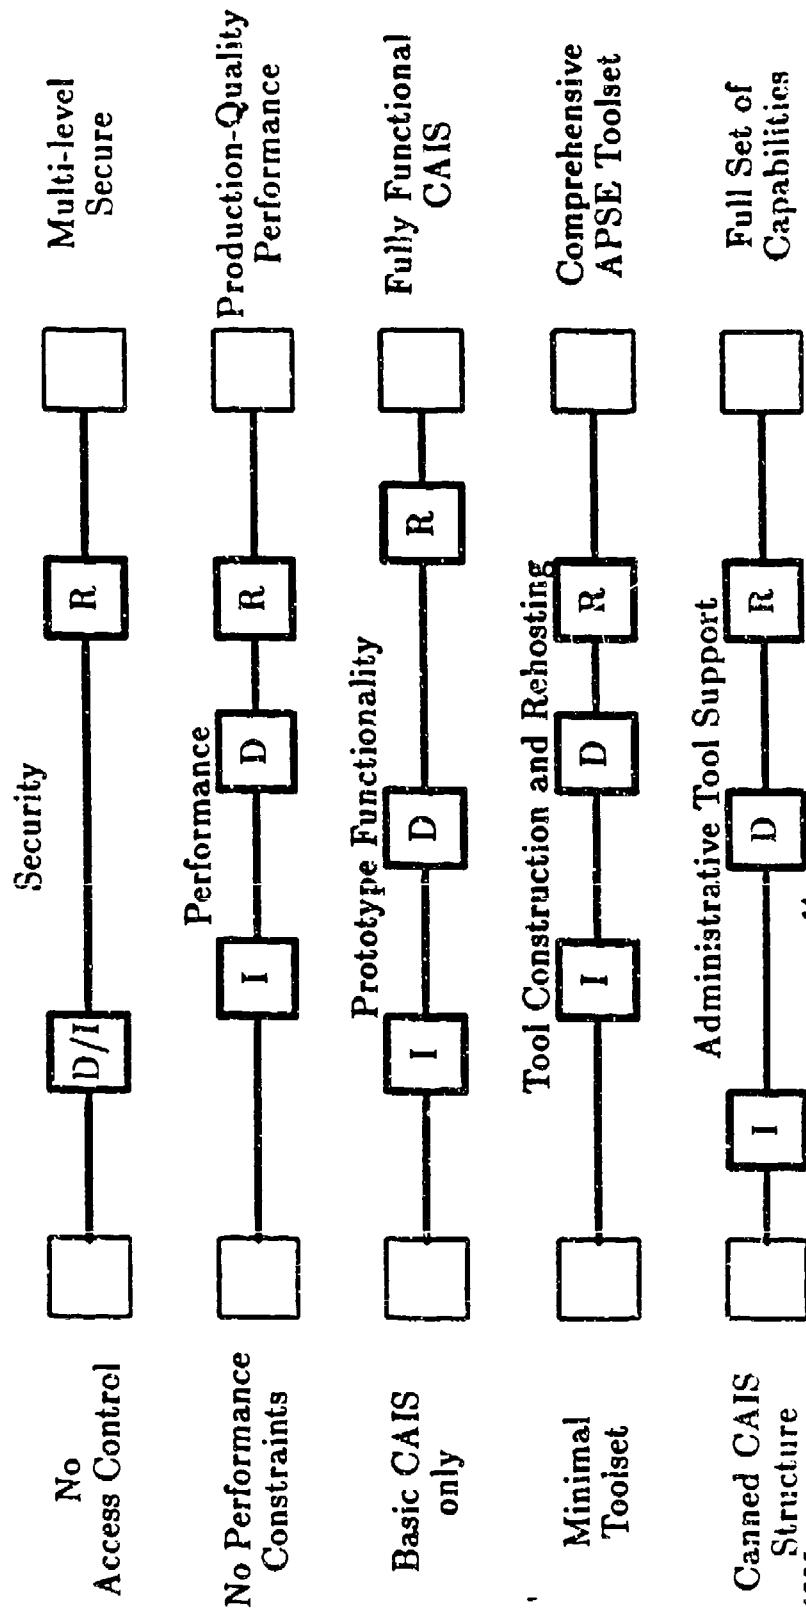 Security
No
Access Control
D/I
R
Multi-level
Secure
Performance
No Performance
Constraints
I
D
R
Production-Quality
Performance
Prototype Functionality
Basic CAIS
only
I
D
R
Fully Functional
CAIS
Tool Construction and Rehosting
Minimal
Toolset
I
D
R
Comprehensive
APSE Toolset
Administrative Tool Support
Canned CAIS
Structure
I
D
R
Full Set of
Capabilities